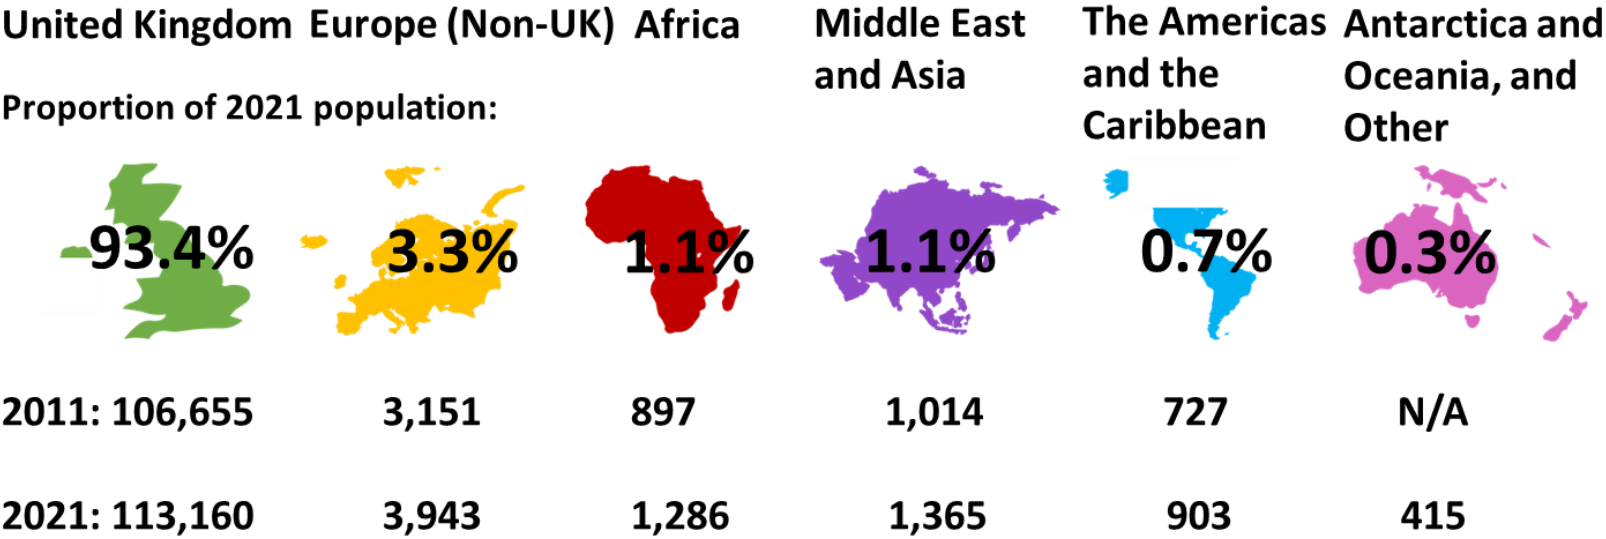 United Kingdom Europe (Non-UK) Africa Middle East The Americas Antarctica and
and Asia and the Oceania, and
Caribbean Other
Proportion of 2021 population:
93.4% 3.3% 1.1% 1.1% 0.7% 0.3%
2011: 106,655 3,151 897 1,014 727 N/A
2021: 113,160 3,943 1,286 1,365 903 415